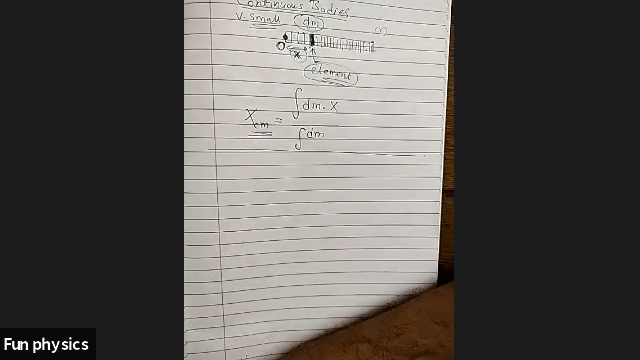 Continuous Bodies
V. small (dm)
O
x
element
Xcm = ∫dm.x / ∫dm
Fun physics